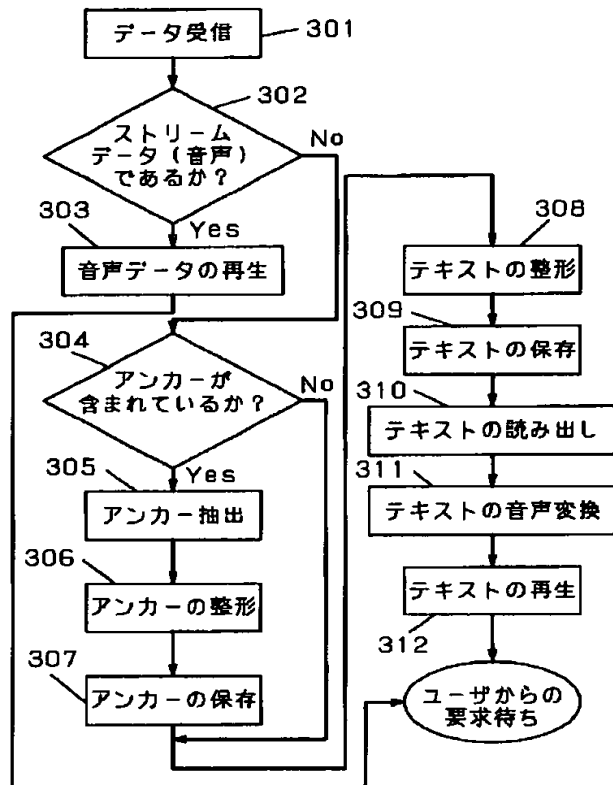 データ受信
301
302
ストリーム
データ(音声)
であるか?
No
Yes
303
音声データの再生
304
アンカーが
含まれているか?
No
Yes
305
アンカー抽出
306
アンカーの整形
307
アンカーの保存
308
テキストの整形
309
テキストの保存
310
テキストの読み出し
311
テキストの音声変換
テキストの再生
312
ユーザからの
要求待ち